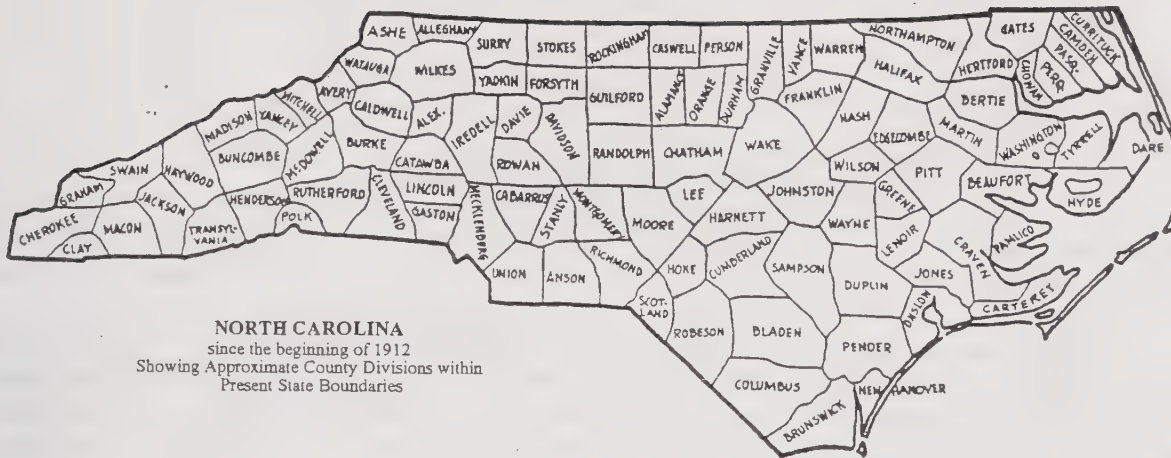 ASHE
ALLEGHANY
SURRY
STOKES
ROCKINGHAM
CASWELL
PERSON
GRANVILLE
VANCE
WARREN
NORTHAMPTON
GATES
CURRITUCK
CAMDEN
PASQ-
PERQ.
CHOWAN
HERTFORD
HALIFAX
WATAUGA
WILKES
YADKIN
FORSYTH
GUILFORD
ALAMANCE
ORANGE
DURHAM
FRANKLIN
BERTIE
MITCHELL
AVERY
CALDWELL
ALEX.
IREDELL
DAVIE
DAVIDSON
NASH
EDGECOMBE
MARTIN
WASHINGTON
TYRRELL
DARE
MADISON
YANCEY
BURKE
CATAWBA
ROWAN
RANDOLPH
CHATHAM
WAKE
WILSON
PITT
BEAUFORT
HYDE
SWAIN
HAYWOOD
BUNCOMBE
McDOWELL
GRAHAM
JACKSON
HENDERSON
RUTHERFORD
CLEVELAND
LINCOLN
GASTON
MECKLENBURG
CABARRUS
STANLY
MONTGOMERY
MOORE
LEE
HARNETT
JOHNSTON
WAYNE
GREENE
LENOIR
CRAVEN
PAMLICO
CHEROKEE
CLAY
MACON
TRANSYL-
VANIA
POLK
UNION
ANSON
RICHMOND
HOKE
CUMBERLAND
SAMPSON
DUPLIN
JONES
CARTERET
ONSLOW
SCOT-
LAND
ROBESON
BLADEN
PENDER
COLUMBUS
NEW HANOVER
BRUNSWICK
NORTH CAROLINA
since the beginning of 1912
Showing Approximate County Divisions within
Present State Boundaries